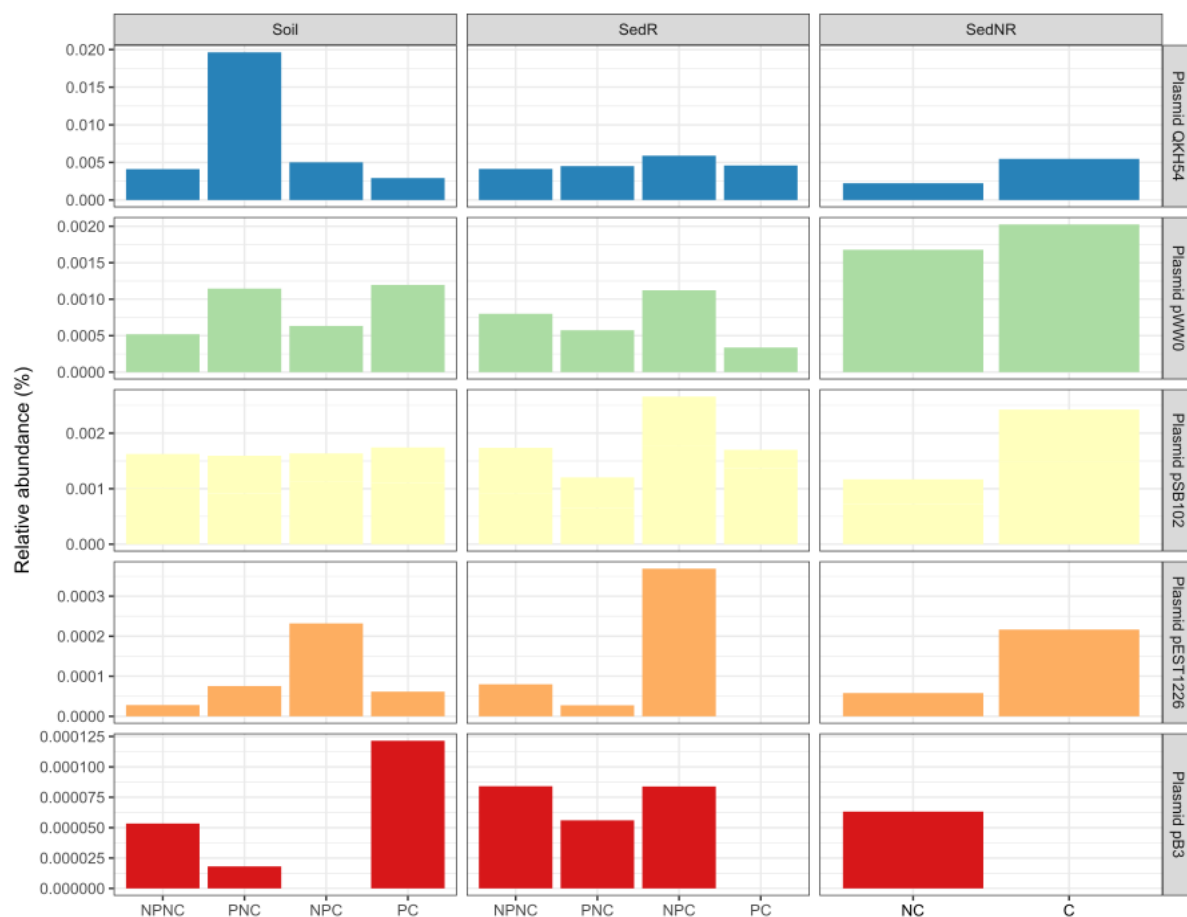 Soil SedR SedNR
Relative abundance (%)
0.020
0.015
0.010
0.005
0.000
Plasmid QKH54
0.0020
0.0015
0.0010
0.0005
0.0000
Plasmid pWW0
0.002
0.001
0.000
Plasmid pSB102
0.0003
0.0002
0.0001
0.0000
Plasmid pEST1226
0.000125
0.000100
0.000075
0.000050
0.000025
0.000000
Plasmid pB3
NPNC PNC NPC PC NPNC PNC NPC PC NC C